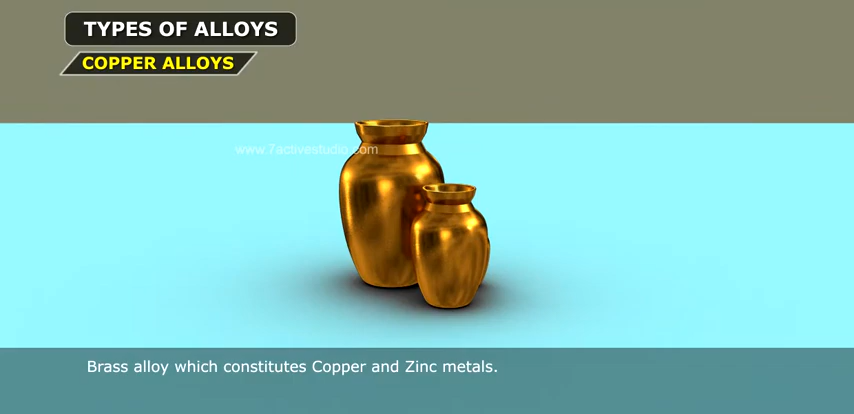 TYPES OF ALLOYS
COPPER ALLOYS
www.7activestudio.com
Brass alloy which constitutes Copper and Zinc metals.